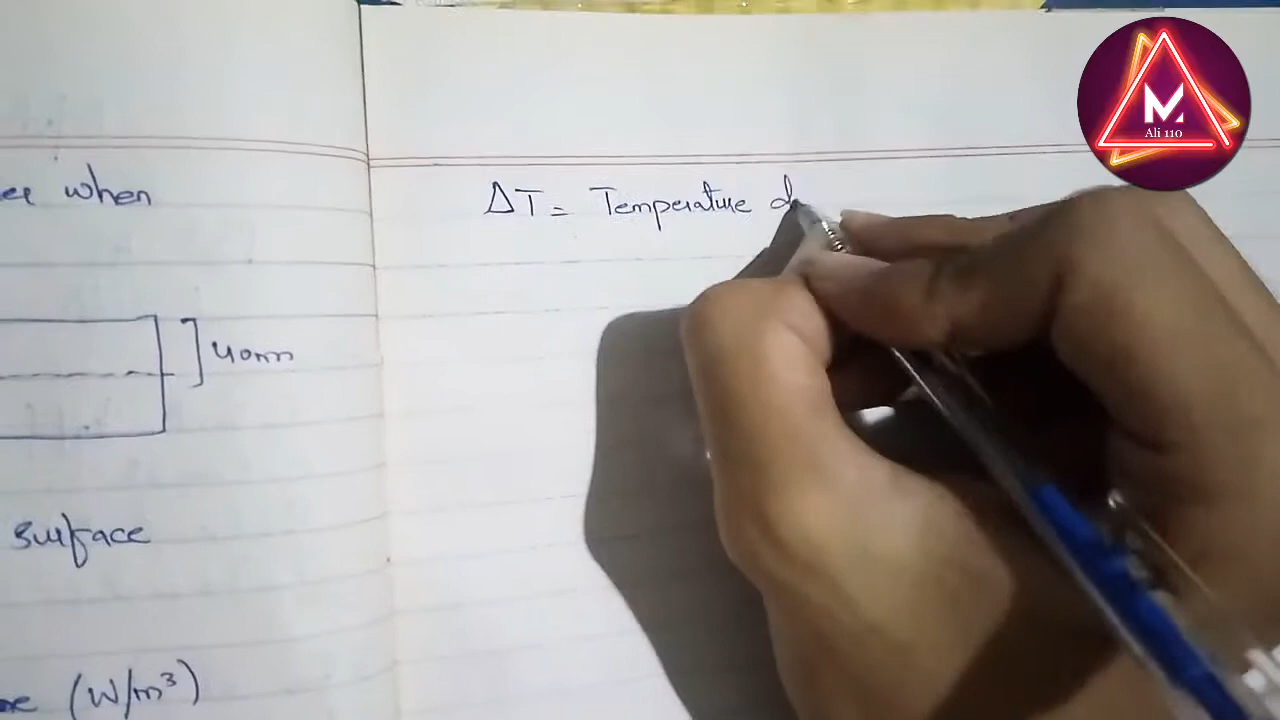 when
40mm
surface
(W/m³)
ΔT = Temperature d
M
Ali 110